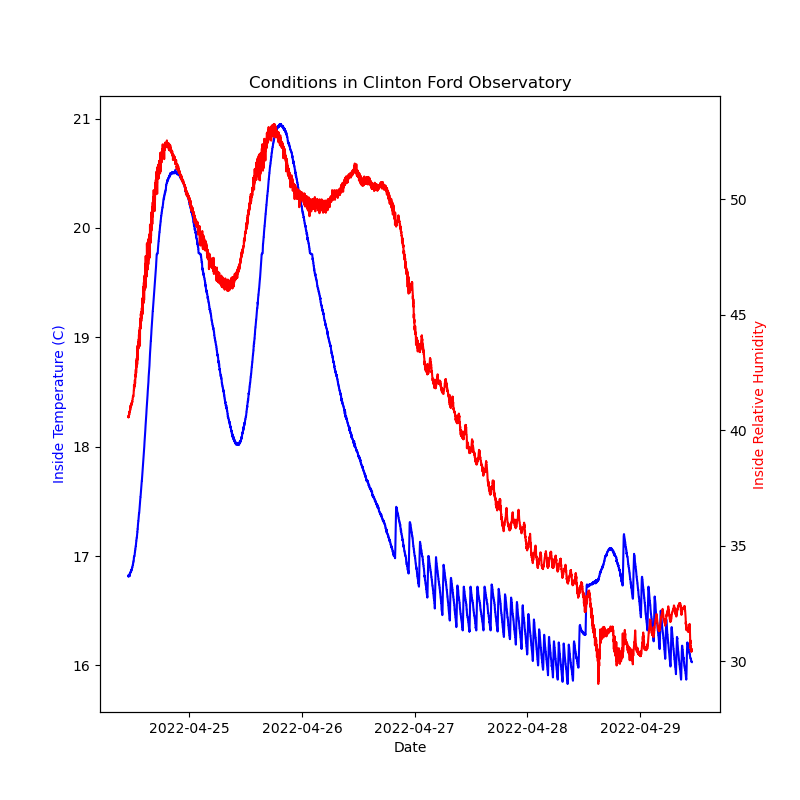 Conditions in Clinton Ford Observatory
21
20
19
18
17
16
Inside Temperature (C)
50
45
40
35
30
Inside Relative Humidity
2022-04-25 2022-04-26 2022-04-27 2022-04-28 2022-04-29
Date